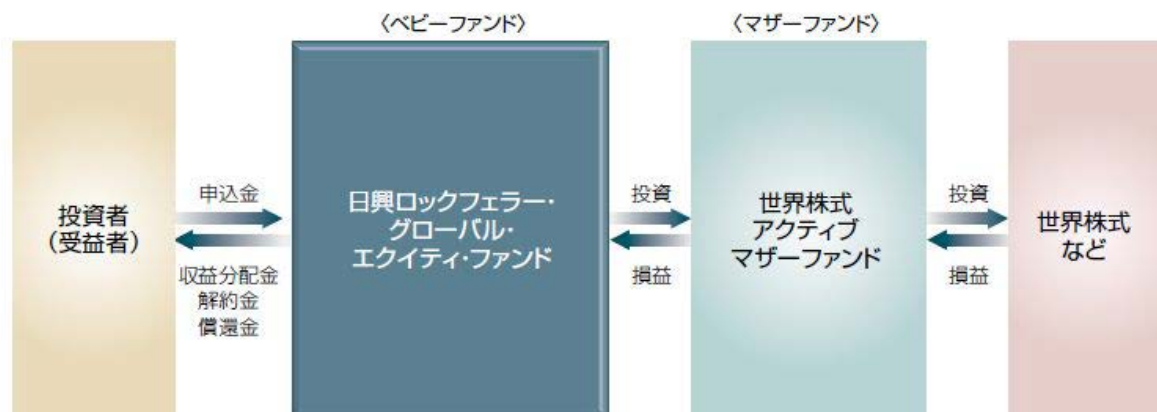 〈ベビーファンド〉
〈マザーファンド〉
投資者
（受益者）
申込金
収益分配金
解約金
償還金
日興ロックフェラー・
グローバル・
エクイティ・ファンド
投資
損益
世界株式
アクティブ
マザーファンド
投資
損益
世界株式
など